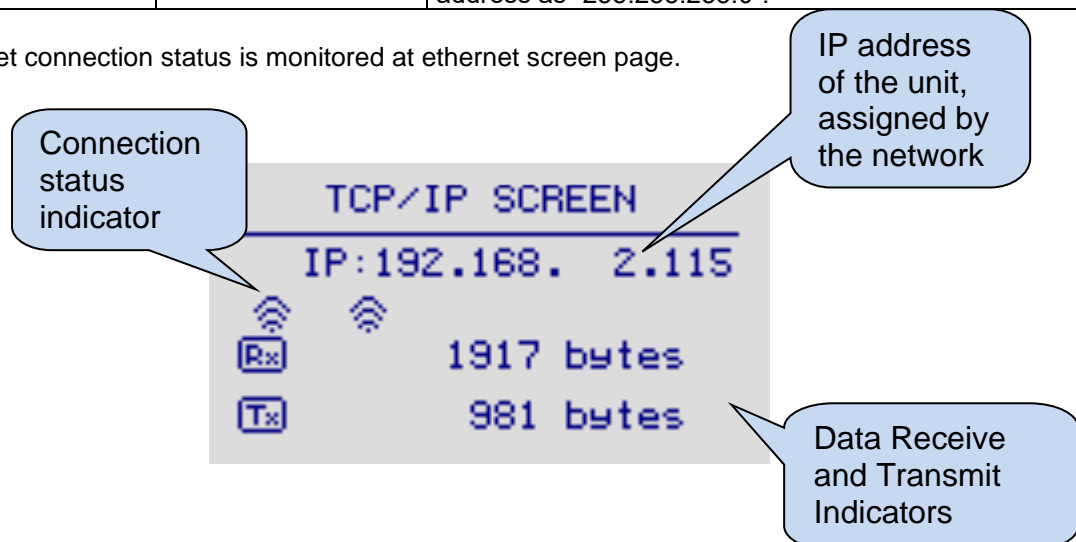 address as
et connection status is monitored at ethernet screen page.
IP address
of the unit,
assigned by
the network
Connection
status
indicator
TCP/IP SCREEN
IP:192.168. 2.115
Rx 1917 bytes
Tx 981 bytes
Data Receive
and Transmit
Indicators